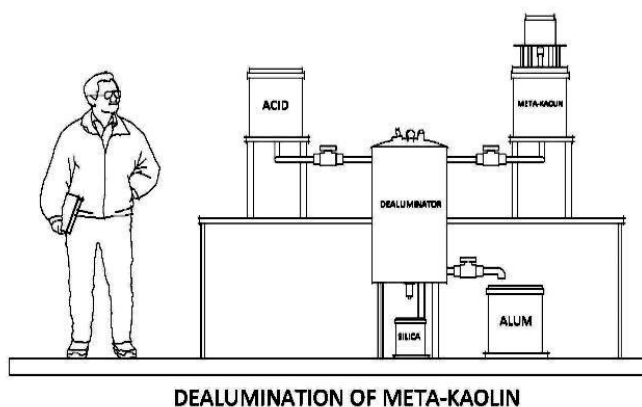 ACID
META-KAOLIN
DEALUMINATOR
SILICA
ALUM
DEALUMINATION OF META-KAOLIN